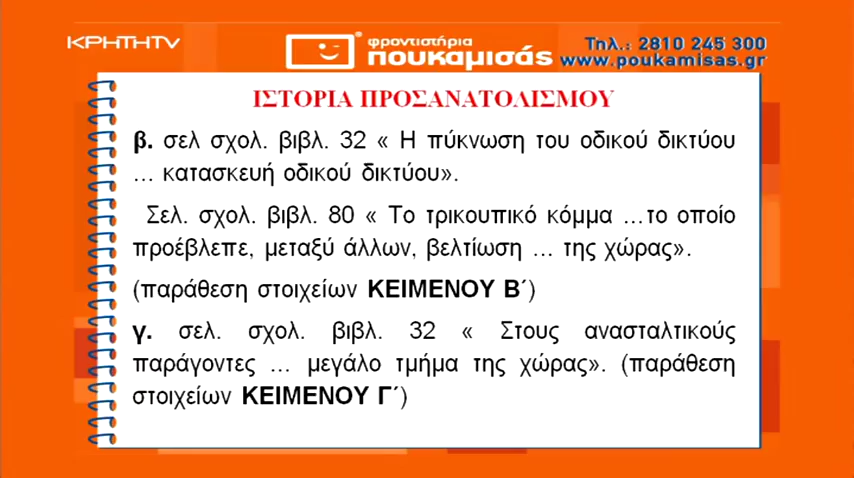 ΚΡΗΤΗTV
φροντιστήρια
πουκαμισάς
Τηλ.: 2810 245 300
www.poukamisas.gr
ΙΣΤΟΡΙΑ ΠΡΟΣΑΝΑΤΟΛΙΣΜΟΥ
β. σελ σχολ. βιβλ. 32 « Η πύκνωση του οδικού δικτύου
... κατασκευή οδικού δικτύου».
Σελ. σχολ. βιβλ. 80 « Το τρικουπικό κόμμα ...το οποίο
προέβλεπε, μεταξύ άλλων, βελτίωση ... της χώρας».
(παράθεση στοιχείων ΚΕΙΜΕΝΟΥ Β΄)
γ. σελ. σχολ. βιβλ. 32 « Στους ανασταλτικούς
παράγοντες ... μεγάλο τμήμα της χώρας». (παράθεση
στοιχείων ΚΕΙΜΕΝΟΥ Γ΄)